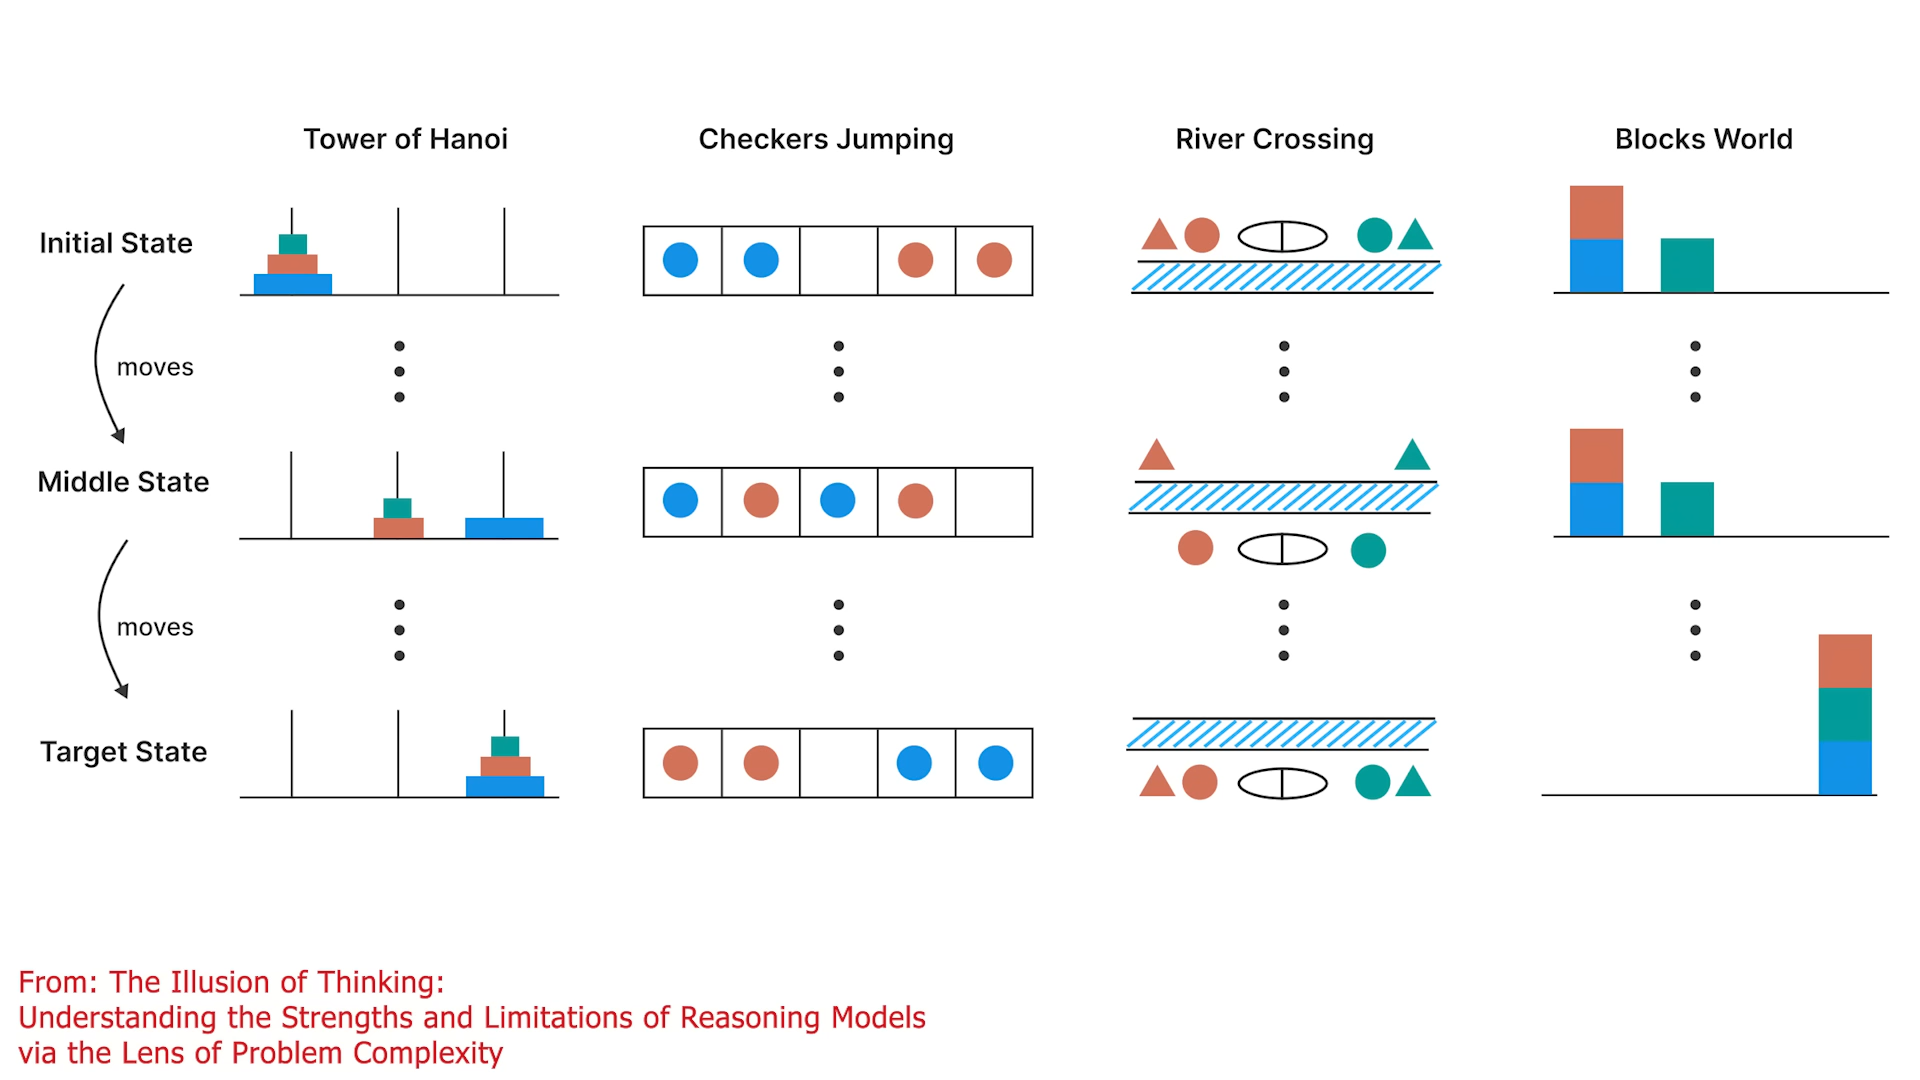 Tower of Hanoi
Checkers Jumping
River Crossing
Blocks World
Initial State
moves
Middle State
moves
Target State
From: The Illusion of Thinking:
Understanding the Strengths and Limitations of Reasoning Models
via the Lens of Problem Complexity